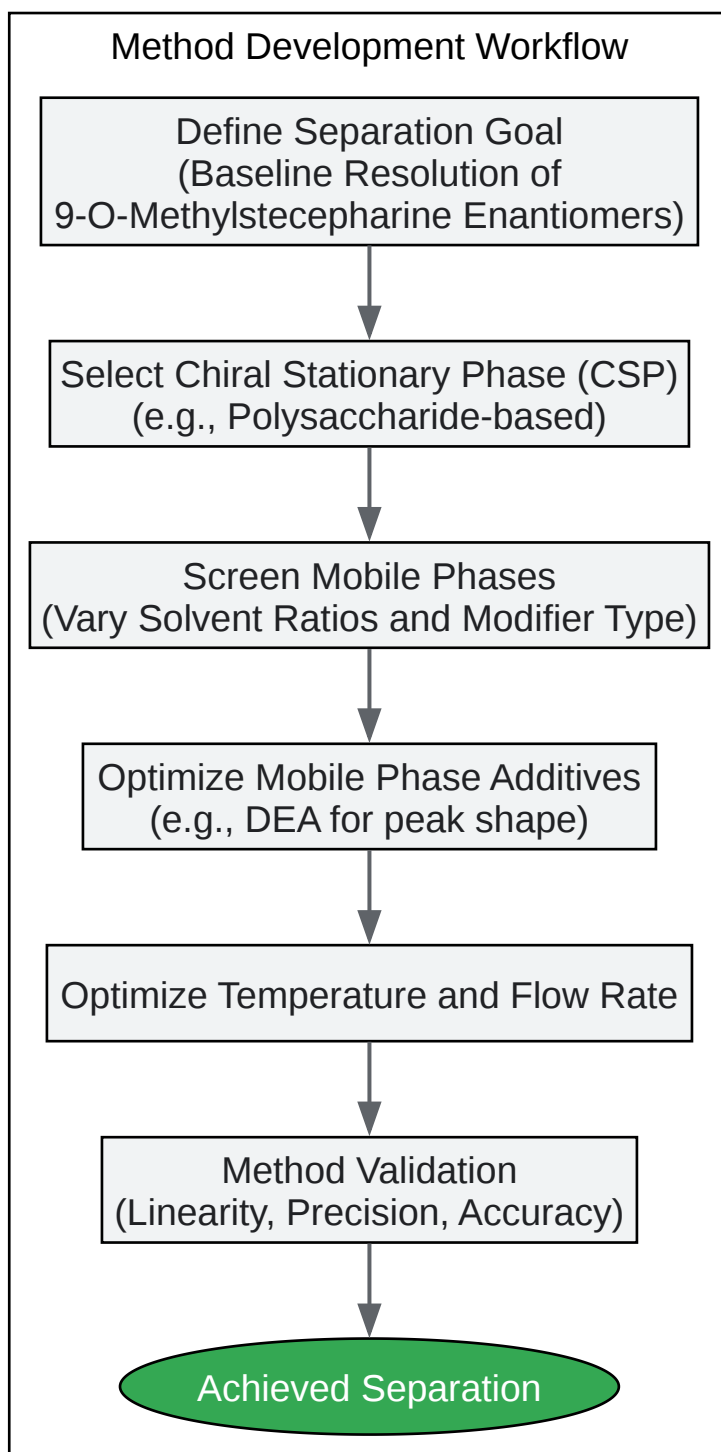 Method Development Workflow
Define Separation Goal
(Baseline Resolution of
9-O-Methylstecepharine Enantiomers)
Select Chiral Stationary Phase (CSP)
(e.g., Polysaccharide-based)
Screen Mobile Phases
(Vary Solvent Ratios and Modifier Type)
Optimize Mobile Phase Additives
(e.g., DEA for peak shape)
Optimize Temperature and Flow Rate
Method Validation
(Linearity, Precision, Accuracy)
Achieved Separation